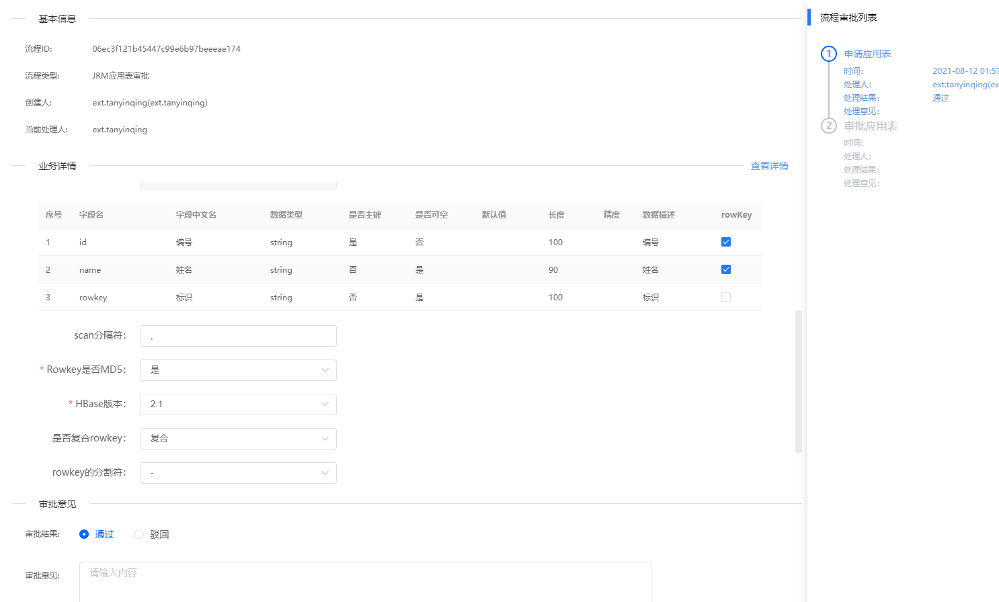 基本信息
流程ID: 06ec3f121b45447c99e6b97beeeae174
流程类型: JRM应用表审批
创建人: ext.tanyinqing(ext.tanyinqing)
当前处理人: ext.tanyinqing
业务详情 查看详情
序号 字段名 字段中文名 数据类型 是否主键 是否可空 默认值 长度 精度 数据描述 rowKey
1 id 编号 string 是 否 100 编号
2 name 姓名 string 否 是 90 姓名
3 rowkey 标识 string 否 是 100 标识
scan分隔符: ,
* Rowkey是否MD5: 是
* HBase版本: 2.1
是否复合rowkey: 复合
rowkey的分割符: -
审批意见
审批结果: 通过 驳回
审批意见: 请输入内容
流程审批列表
1 申请应用表
时间: 2021-08-12 01:57
处理人: ext.tanyinqing(ex
处理结果: 通过
处理意见:
2 审批应用表
时间:
处理人:
处理结果:
处理意见: